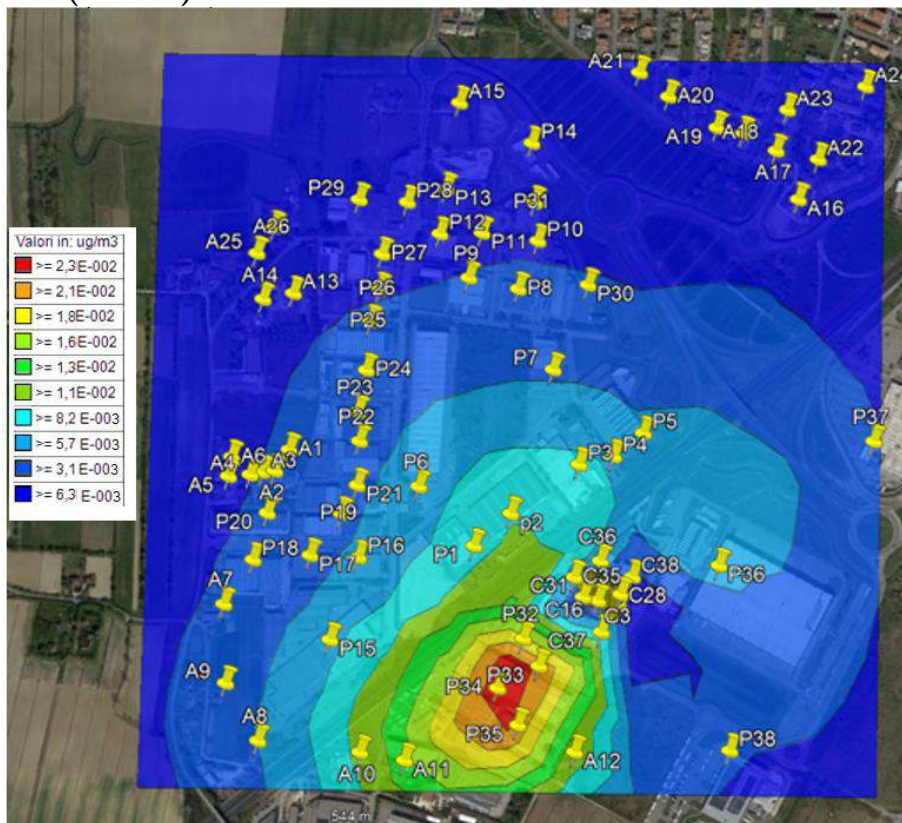 A21
A24
A20
A15
A23
A19
A18
P14
A17
A22
P29
P28
P13
P31
A16
A26
P12
P11
P10
A25
P27
Valori in: ug/m3
>= 2,3E-002
>= 2,1E-002
>= 1,8E-002
>= 1,6E-002
>= 1,3E-002
>= 1,1E-002
>= 8,2 E-003
>= 5,7 E-003
>= 3,1E-002
>= 6,3 E-003
P9
A14
A13
P26
P8
P30
P25
P7
P24
P23
P22
P5
P37
A1
A6
A4
A3
P3
P4
A5
P6
A2
P21
P20
P19
p2
P1
C36
P18
P17
P16
C35
C38
C31
P36
C28
A7
C16
C3
P32
P15
C37
A9
P33
P34
P35
A8
P38
A10
A11
A12
544 m